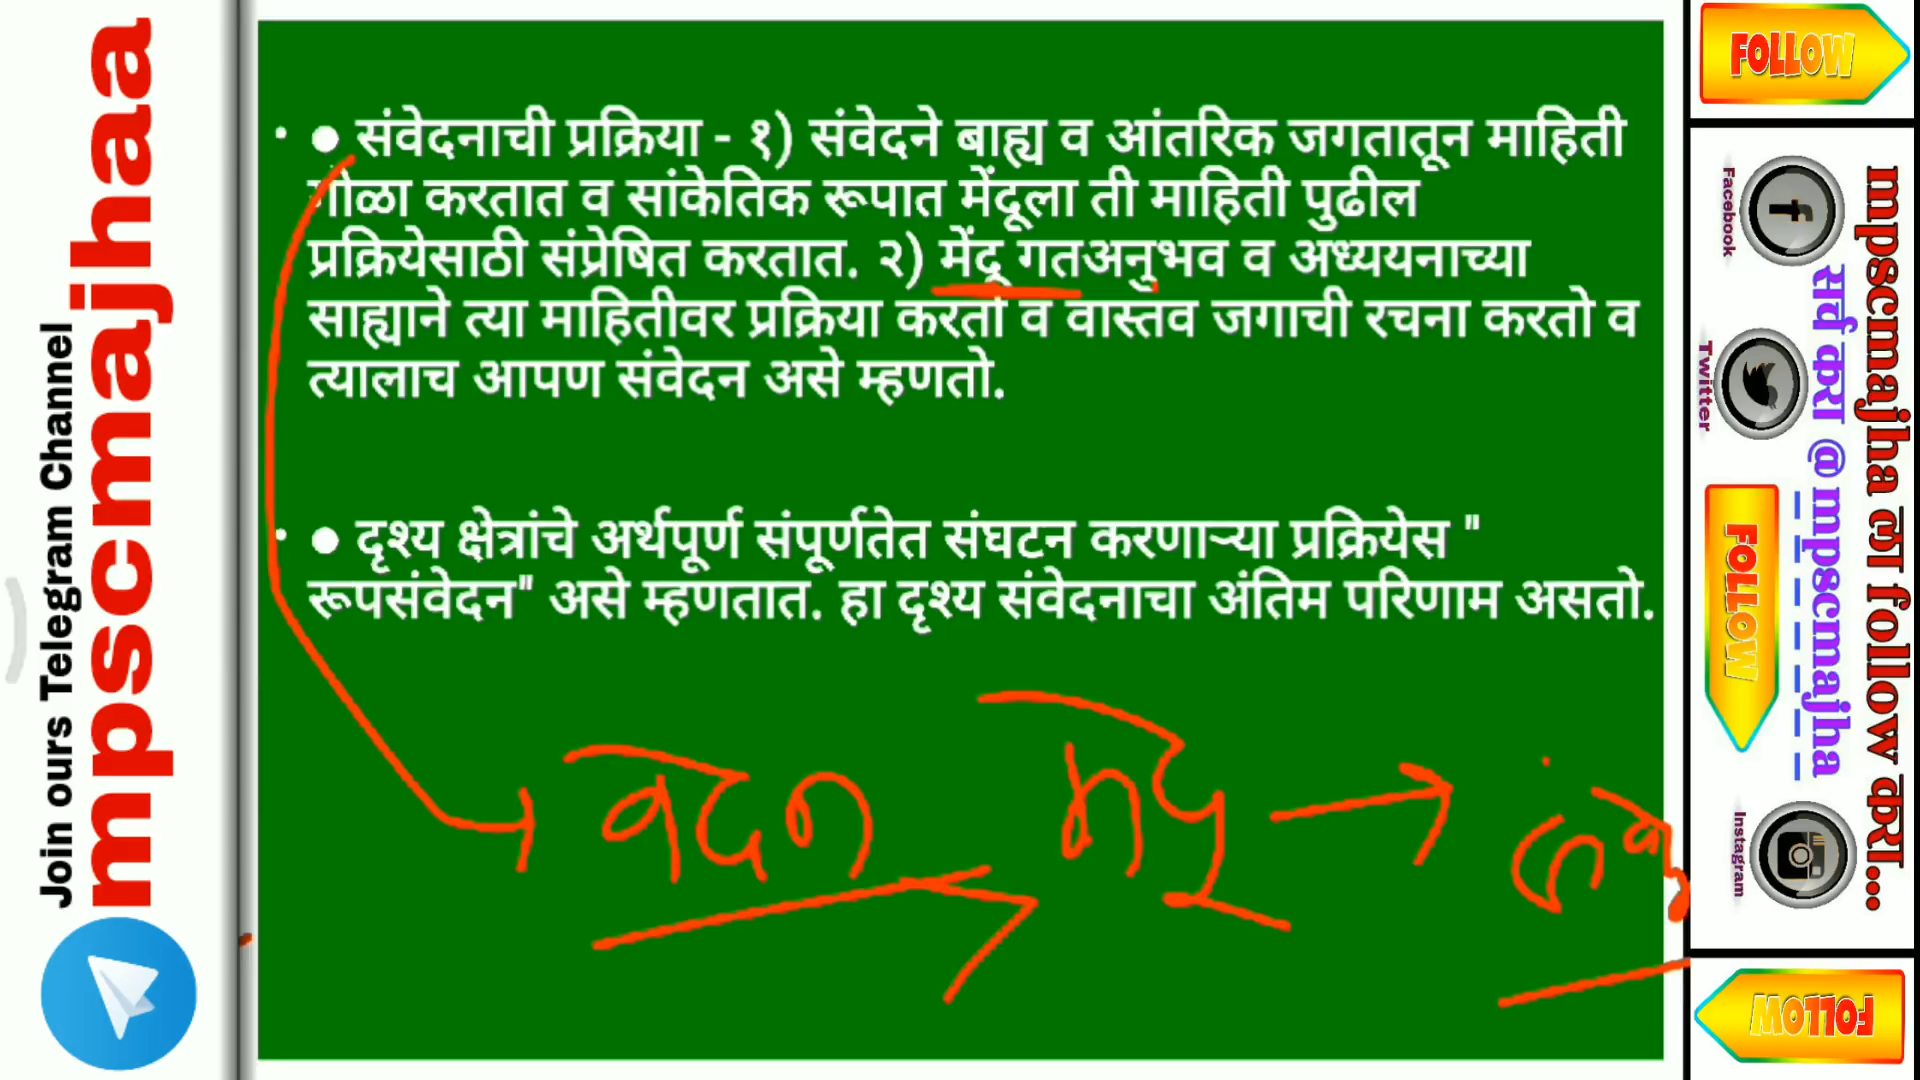 Join ours Telegram Channel
mpscmajhaa
• ● संवेदनाची प्रक्रिया - १) संवेदने बाह्य व आंतरिक जगतातून माहिती
गोळा करतात व सांकेतिक रूपात मेंदूला ती माहिती पुढील
प्रक्रियेसाठी संप्रेषित करतात. २) मेंदू गतअनुभव व अध्ययनाच्या
साह्याने त्या माहितीवर प्रक्रिया करतो व वास्तव जगाची रचना करतो व
त्यालाच आपण संवेदन असे म्हणतो.
• ● दृश्य क्षेत्रांचे अर्थपूर्ण संपूर्णतेत संघटन करणाऱ्या प्रक्रियेस "
रूपसंवेदन" असे म्हणतात. हा दृश्य संवेदनाचा अंतिम परिणाम असतो.
FOLLOW
Facebook
Twitter
Instagram
FOLLOW
सर्च करा @mpscmajha
mpscmajha ला follow करा...
FOLLOW